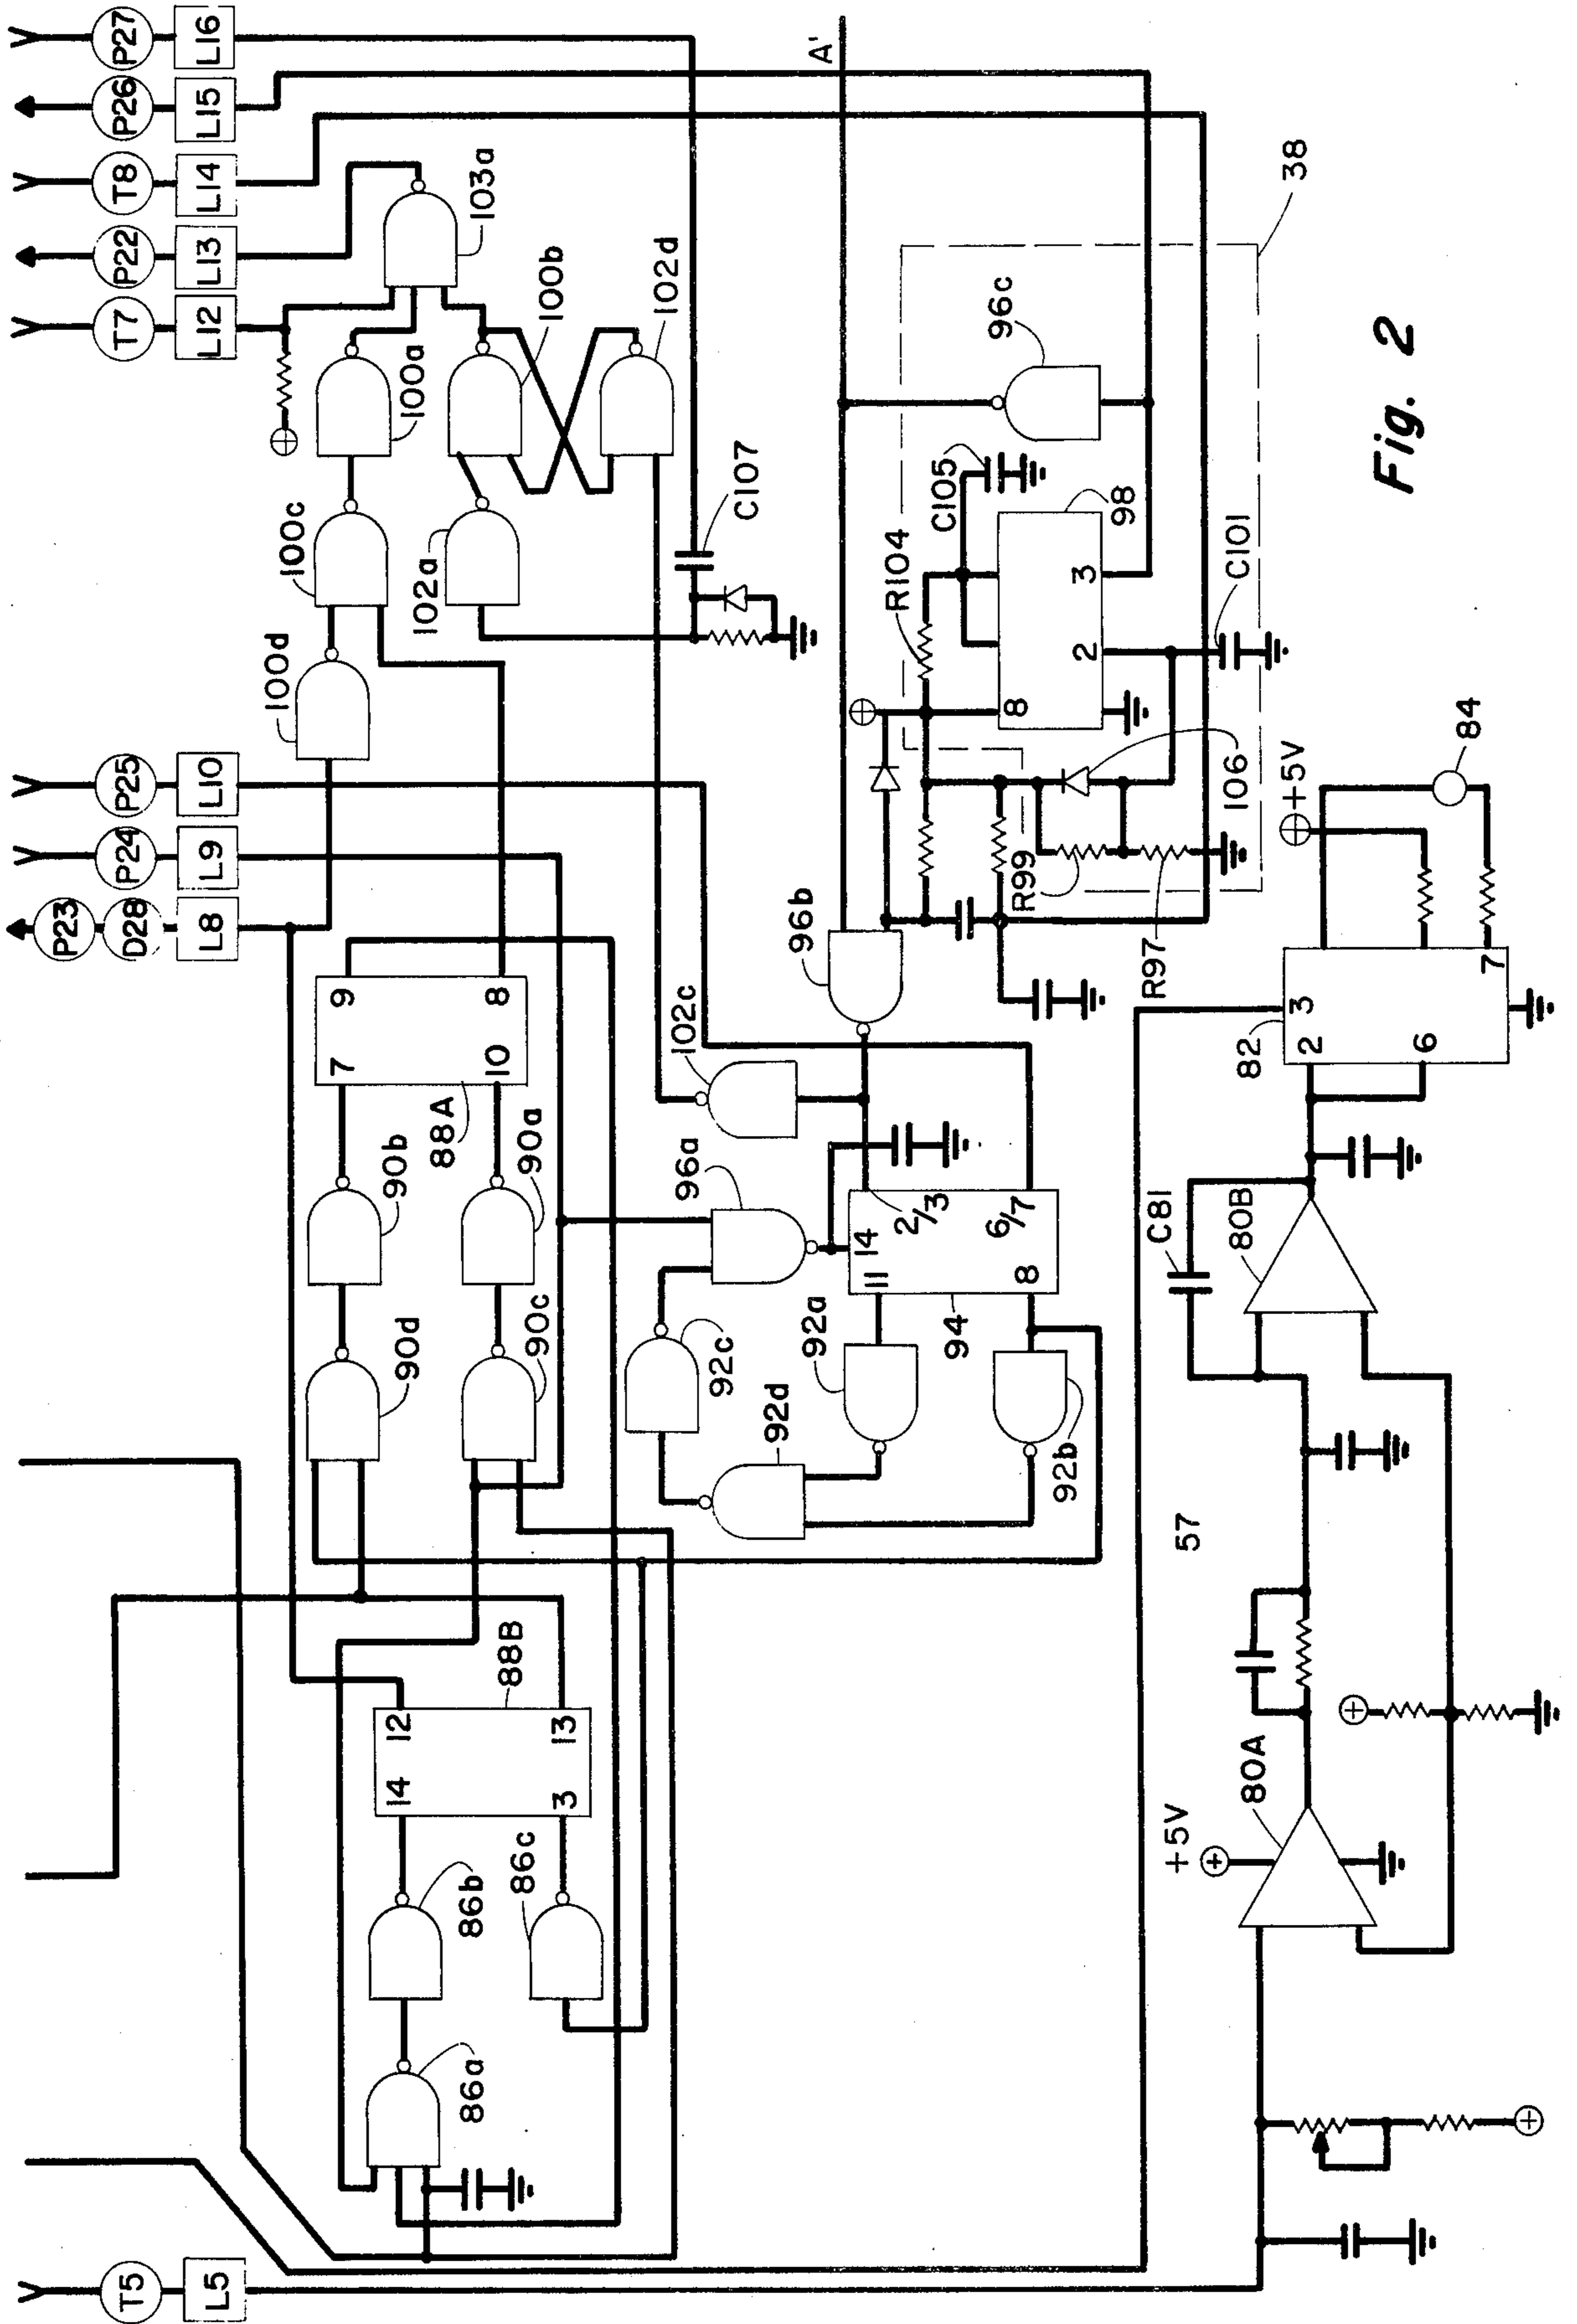 T5
L5
P23
D28
L8
P24
L9
P25
L10
T7
L12
P22
L13
T8
L14
P26
L15
P27
L16
86a
86b
86c
14
3
12
13
88B
90d
90c
90b
90a
7
10
9
8
88A
100d
100c
100a
103a
102a
100b
102d
C107
92d
92c
92a
92b
96a
11
14
8
2/3
6/7
94
102c
96b
A'
R104
C105
8
2
3
98
96c
R99
R97
106
C101
38
57
+5V
80A
C81
80B
82
2
6
3
7
+5V
84
Fig. 2